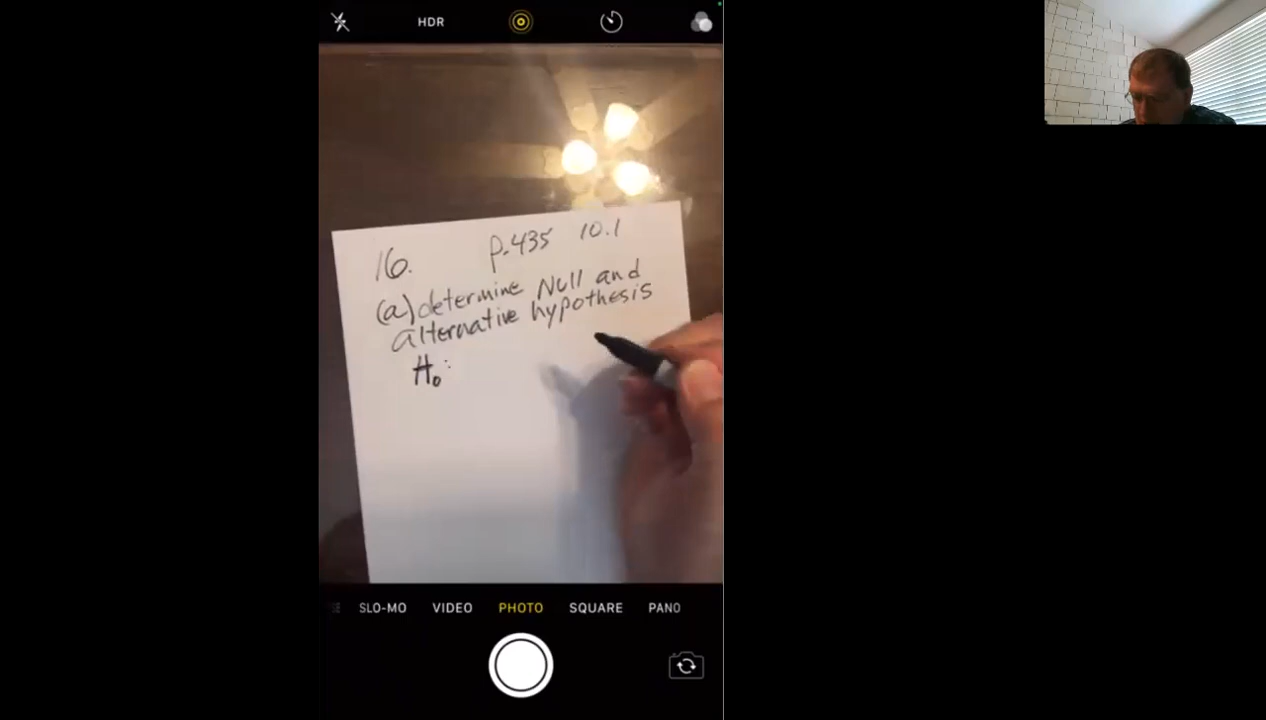 HDR
16. p.435 10.1
(a) determine Null and
alternative hypothesis
H₀:
SLO-MO VIDEO PHOTO SQUARE PANO